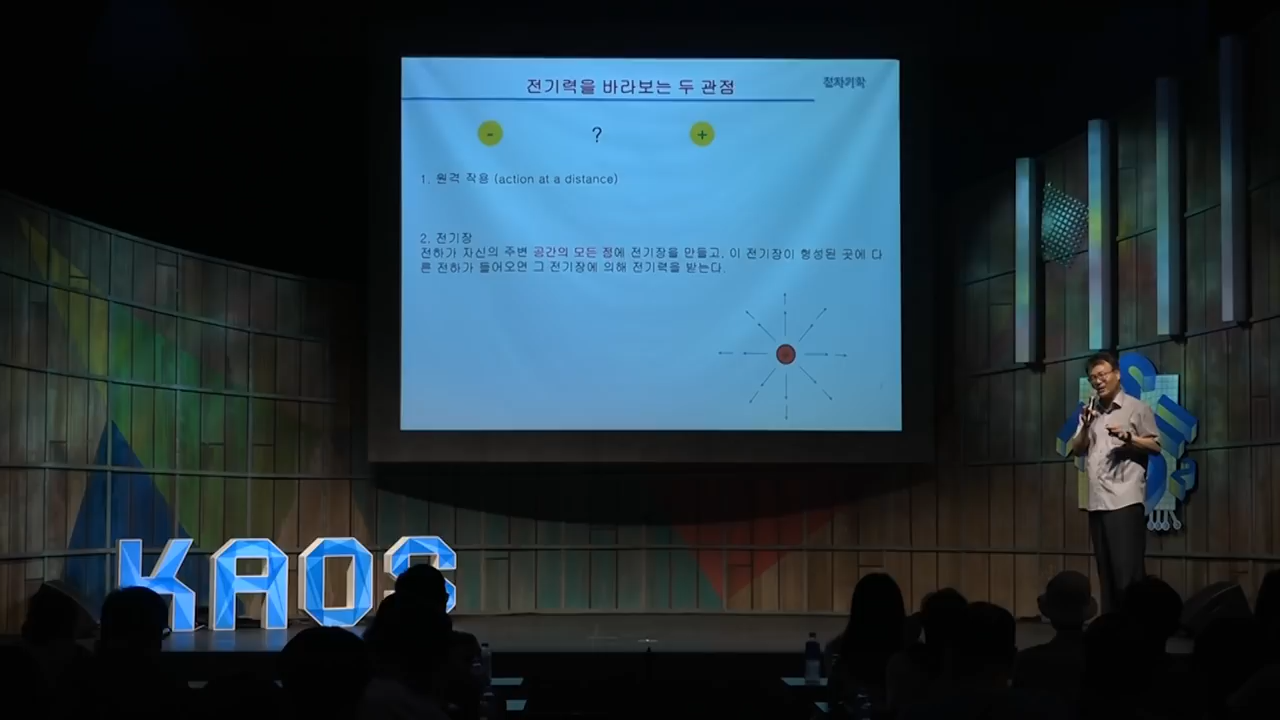 전기력을 바라보는 두 관점
전자기학
- ? +
1. 원격 작용 (action at a distance)
2. 전기장
전하가 자신의 주변 공간의 모든 점에 전기장을 만들고, 이 전기장이 형성된 곳에 다
른 전하가 들어오면 그 전기장에 의해 전기력을 받는다.
KAOS